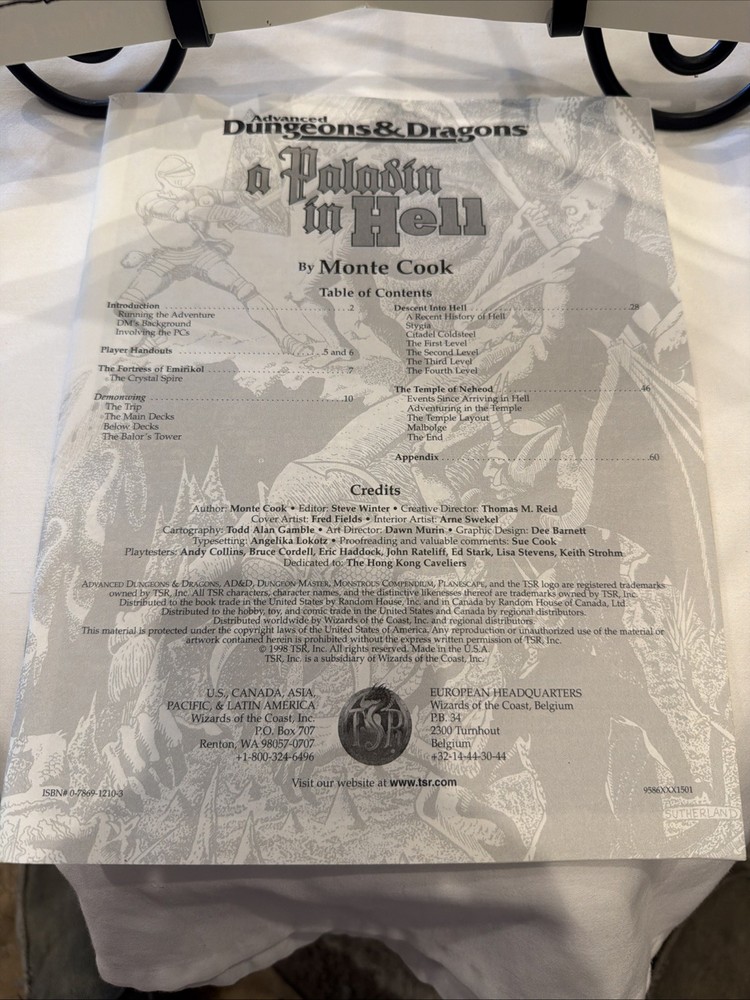 Advanced
Dungeons & Dragons
a Paladin
in Hell
By Monte Cook
Table of Contents
Introduction ........................................2
Running the Adventure
DM's Background
Involving the PCs
Player Handouts ..............................5 and 6
The Fortress of Emirikol ..............................7
The Crystal Spire
Demonwing ........................................10
The Trip
The Main Decks
Below Decks
The Balor's Tower
Descent Into Hell ........................................28
A Recent History of Hell
Stygia
Citadel Coldsteel
The First Level
The Second Level
The Third Level
The Fourth Level
The Temple of Neheod ..............................46
Events Since Arriving in Hell
Adventuring in the Temple
The Temple Layout
Malbolge
The End
Appendix ........................................60
Credits
Author: Monte Cook • Editor: Steve Winter • Creative Director: Thomas M. Reid
Cover Artist: Fred Fields • Interior Artist: Arne Swekel
Cartography: Todd Alan Gamble • Art Director: Dawn Murin • Graphic Design: Dee Barnett
Typesetting: Angelika Lokotz • Proofreading and valuable comments: Sue Cook
Playtesters: Andy Collins, Bruce Cordell, Eric Haddock, John Rateliff, Ed Stark, Lisa Stevens, Keith Strohm
Dedicated to: The Hong Kong Caveliers
ADVANCED DUNGEONS & DRAGONS, AD&D, DUNGEON MASTER, MONSTROUS COMPENDIUM, PLANESCAPE, and the TSR logo are registered trademarks
owned by TSR, Inc. All TSR characters, character names, and the distinctive likenesses thereof are trademarks owned by TSR, Inc.
Distributed to the book trade in the United States by Random House, Inc. and in Canada by Random House of Canada, Ltd.
Distributed to the hobby, toy, and comic trade in the United States and Canada by regional distributors.
Distributed worldwide by Wizards of the Coast, Inc. and regional distributors.
This material is protected under the copyright laws of the United States of America. Any reproduction or unauthorized use of the material or
artwork contained herein is prohibited without the express written permission of TSR, Inc.
© 1998 TSR, Inc. All rights reserved. Made in the U.S.A.
TSR, Inc. is a subsidiary of Wizards of the Coast, Inc.
U.S., CANADA, ASIA,
PACIFIC, & LATIN AMERICA
Wizards of the Coast, Inc.
P.O. Box 707
Renton, WA 98057-0707
+1-800-324-6496
TSR
EUROPEAN HEADQUARTERS
Wizards of the Coast, Belgium
P.B. 34
2300 Turnhout
Belgium
+32-14-44-30-44
Visit our website at www.tsr.com
ISBN# 0-7869-1210-3
9586XXX1501
SUTHERLAND